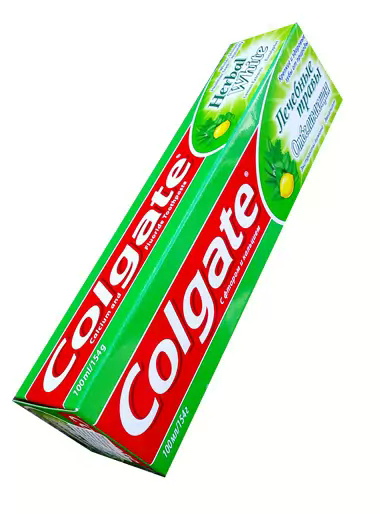 Herbal
White
Colgate®
Calcium and
Fluoride Toothpaste
100ml/154g
Лечебные
травы
Отбеливающая
Colgate®
С фтором и кальцием
100мл/154г